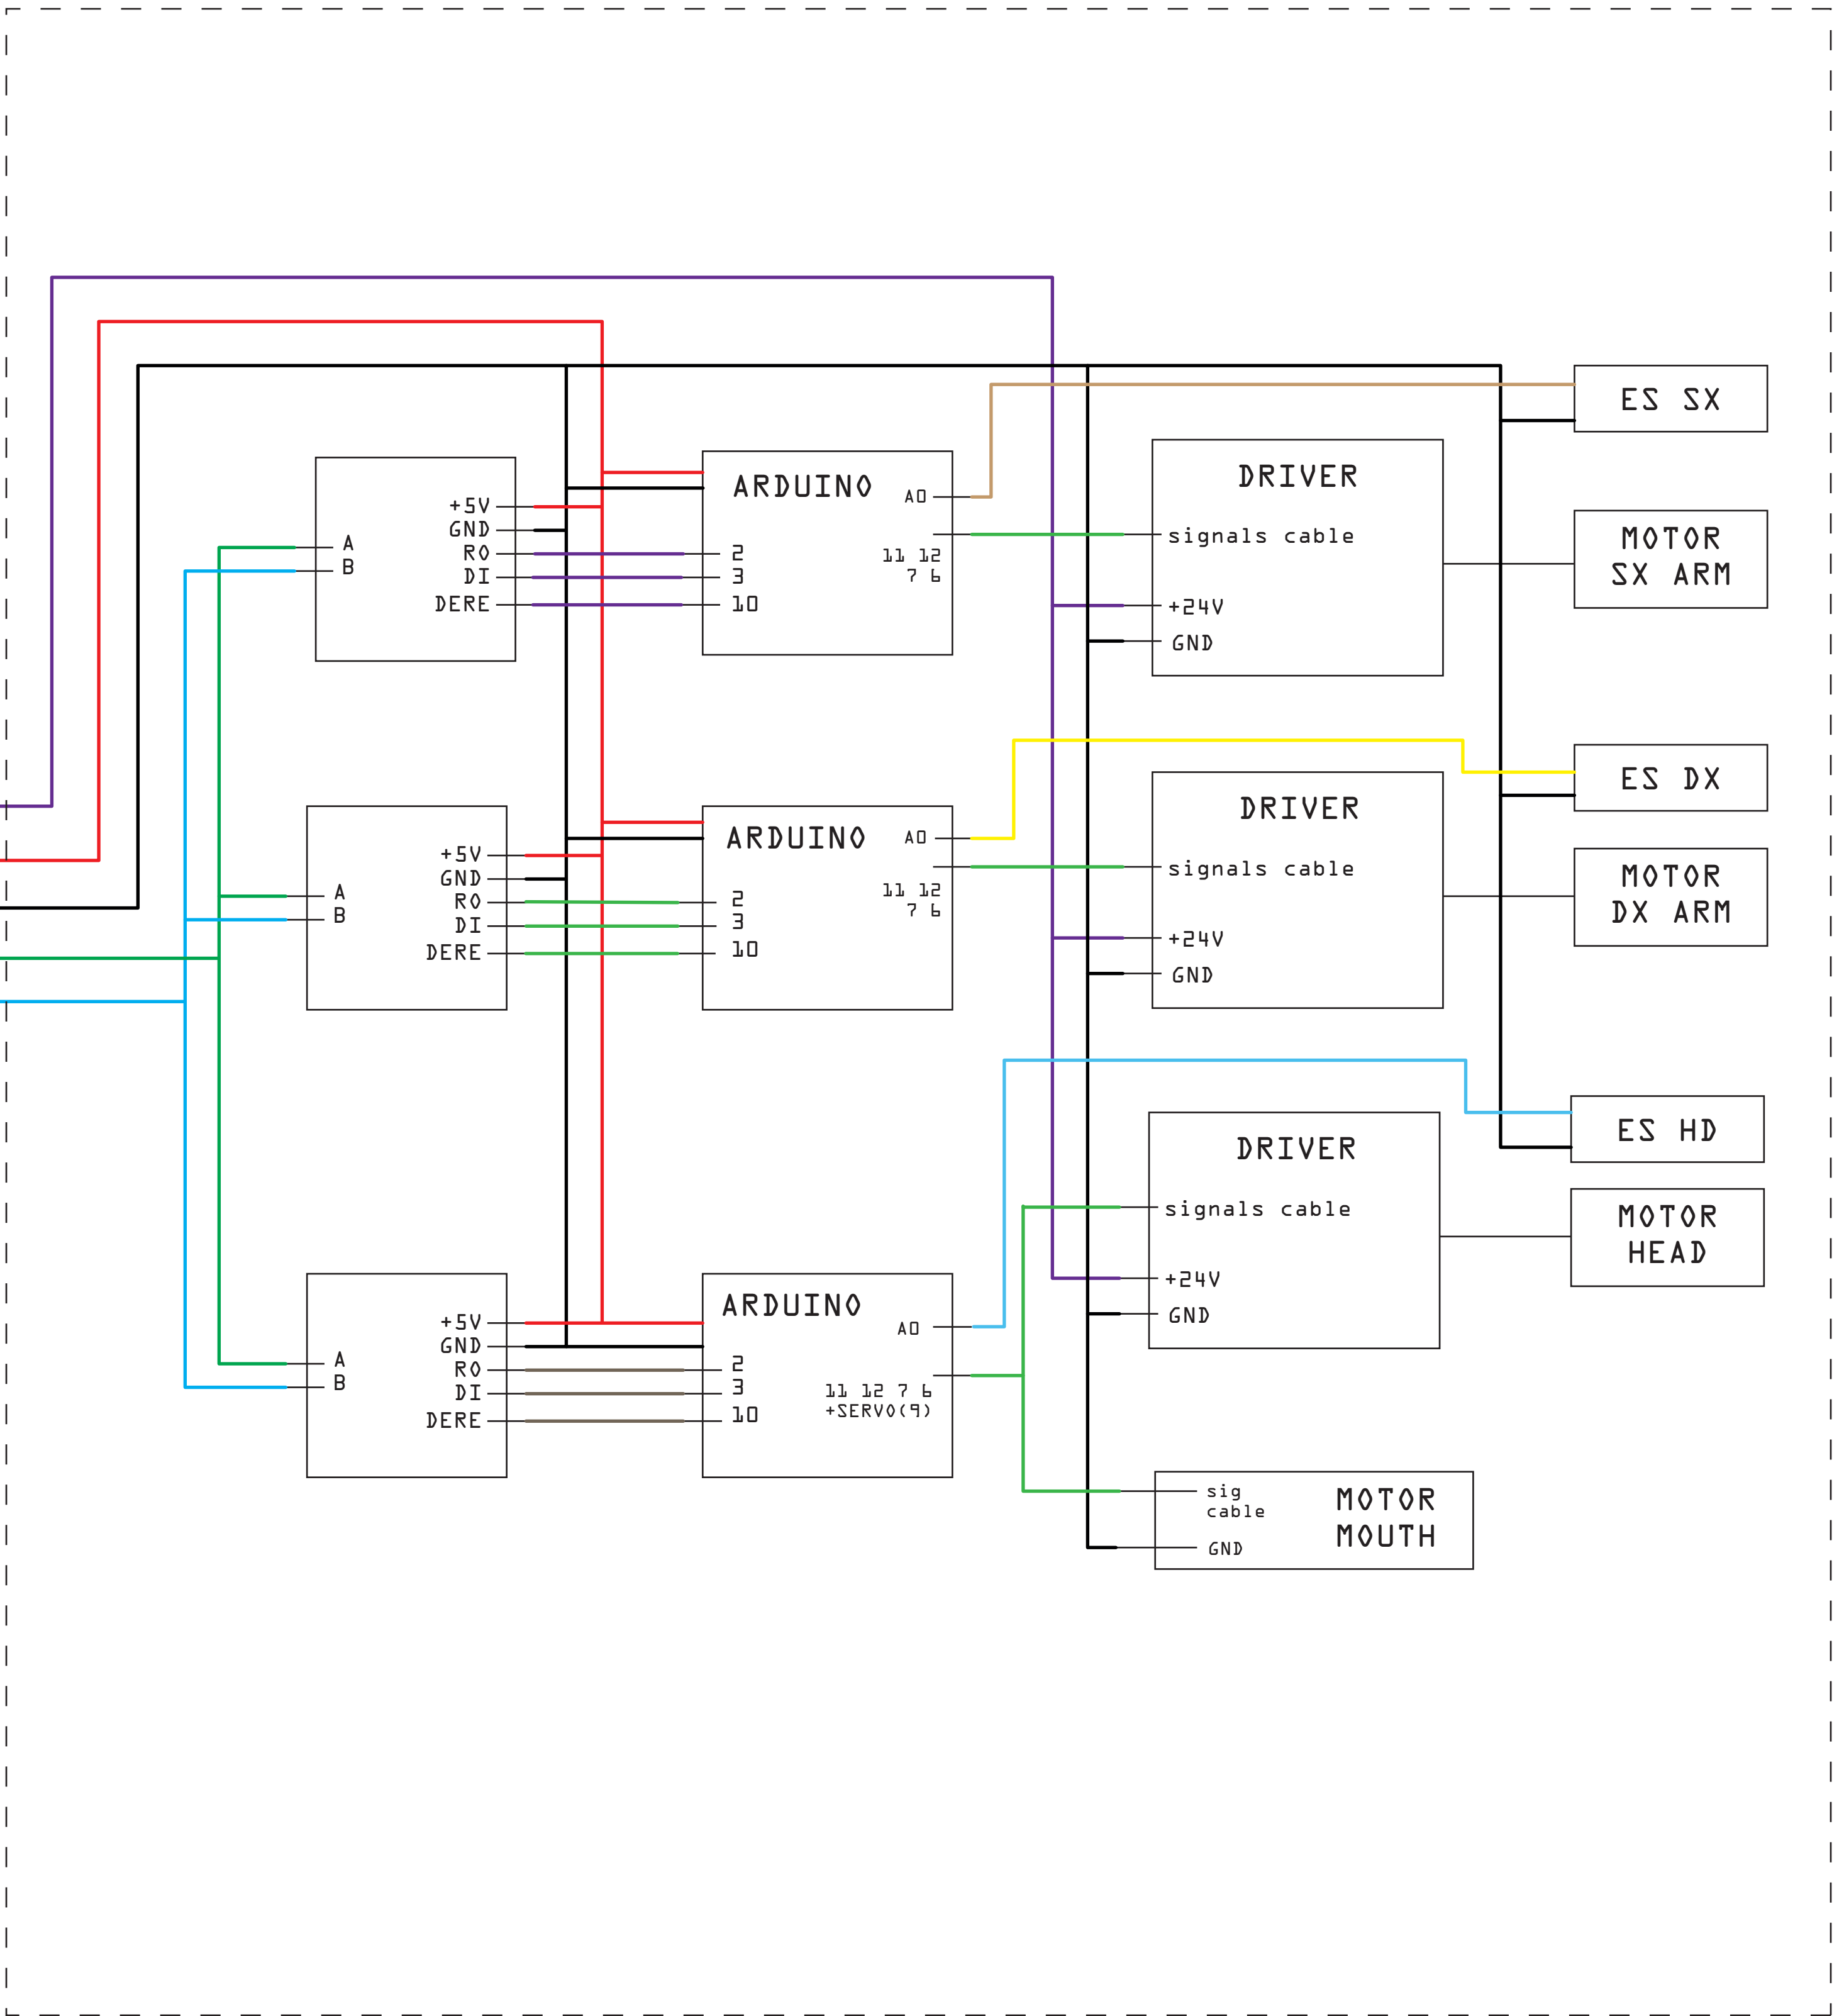 ES SX
ARDUINO
A0
11 12
7 6
2
3
10
+5V
GND
RO
DI
DERE
A
B
DRIVER
signals cable
+24V
GND
MOTOR
SX ARM
ES DX
ARDUINO
A0
11 12
7 6
2
3
10
+5V
GND
RO
DI
DERE
A
B
DRIVER
signals cable
+24V
GND
MOTOR
DX ARM
ES HD
DRIVER
signals cable
+24V
GND
MOTOR
HEAD
ARDUINO
A0
2
3
10
11 12 7 6
+SERVO(9)
+5V
GND
RO
DI
DERE
A
B
sig
cable
GND
MOTOR
MOUTH